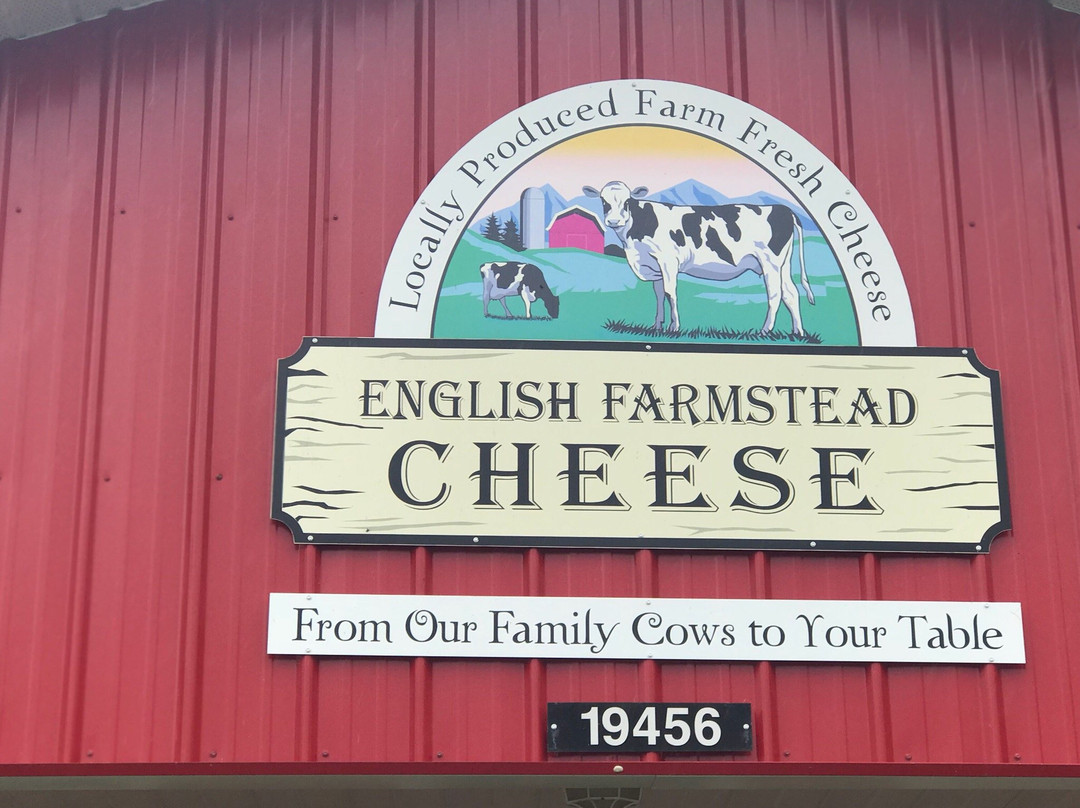 Locally Produced Farm Fresh Cheese
ENGLISH FARMSTEAD
CHEESE
From Our Family Cows to Your Table
19456